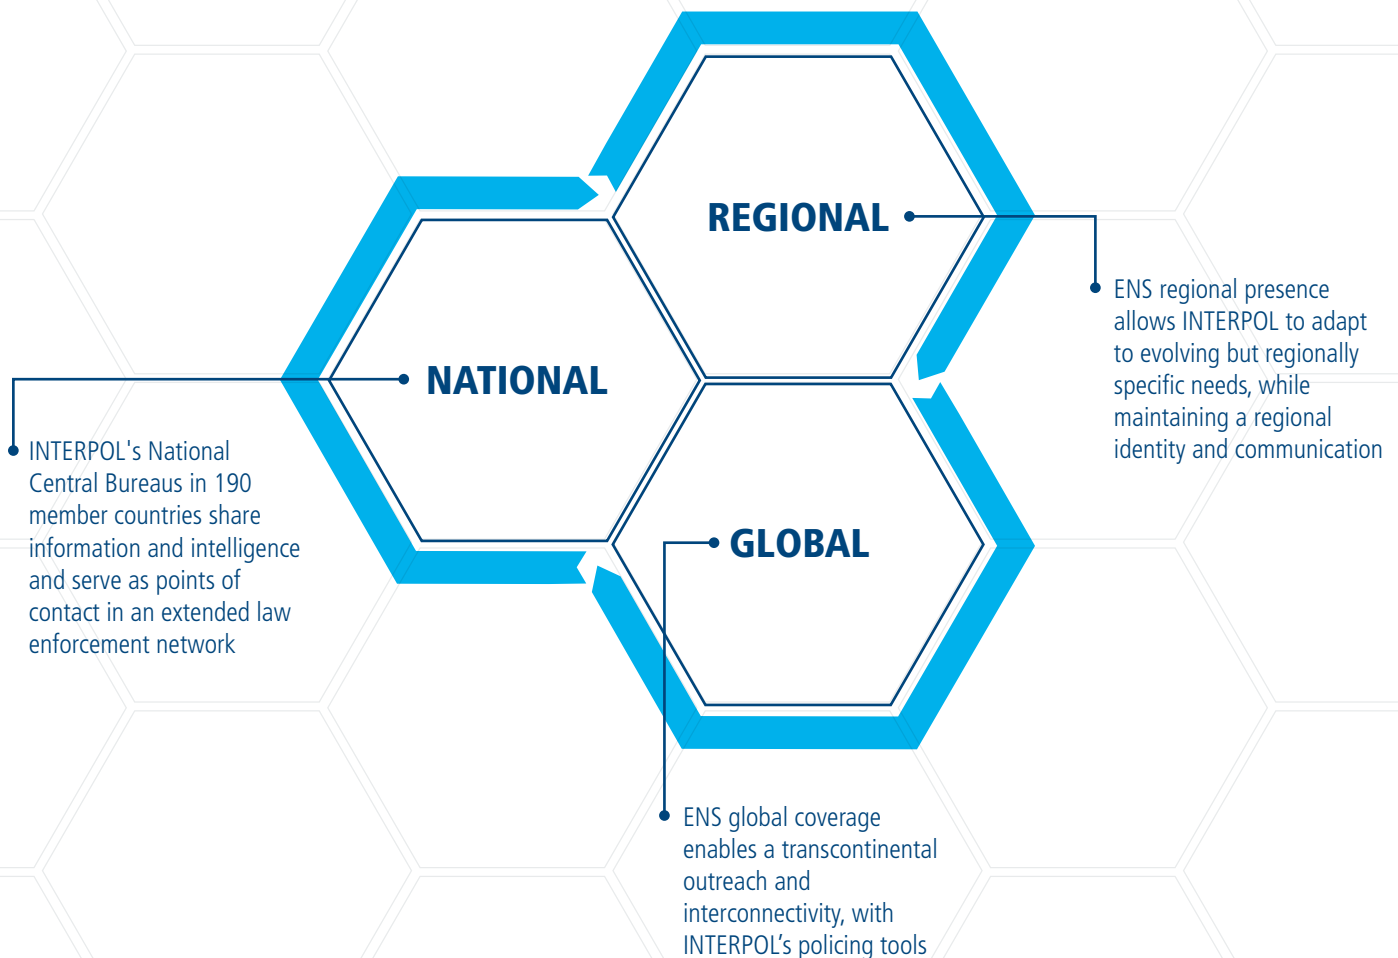 REGIONAL
ENS regional presence
allows INTERPOL to adapt
to evolving but regionally
specific needs, while
maintaining a regional
identity and communication
NATIONAL
INTERPOL's National
Central Bureaus in 190
member countries share
information and intelligence
and serve as points of
contact in an extended law
enforcement network
GLOBAL
ENS global coverage
enables a transcontinental
outreach and
interconnectivity, with
INTERPOL’s policing tools